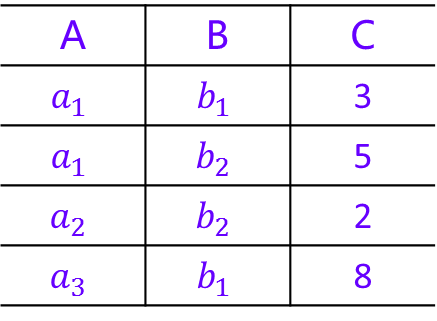 A B C
a₁ b₁ 3
a₁ b₂ 5
a₂ b₂ 2
a₃ b₁ 8